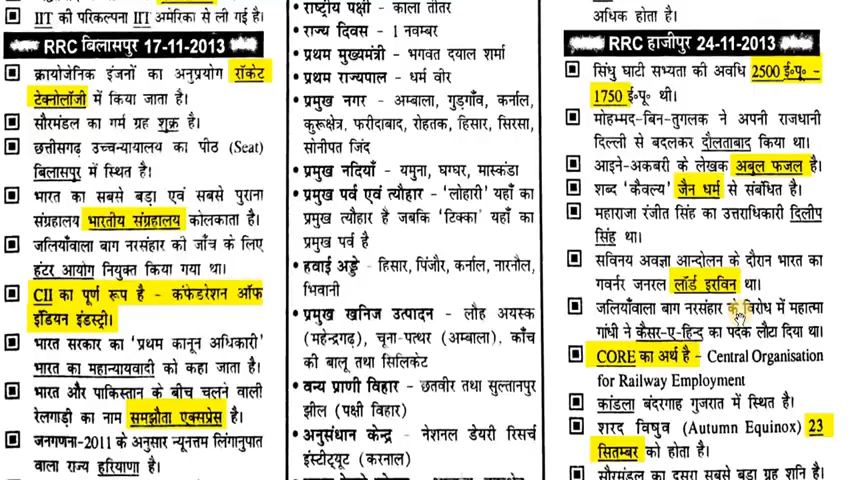 IIT की परिकल्पना IIT अमेरिका से ली गई है।
RRC बिलासपुर 17-11-2013
क्रायोजेनिक इंजनों का अनुप्रयोग रॉकेट
टेक्नोलॉजी में किया जाता है।
सौरमंडल का गर्म ग्रह शुक्र है।
छत्तीसगढ़ उच्चन्यायालय का पीठ (Seat)
बिलासपुर में स्थित है।
भारत का सबसे बड़ा एवं सबसे पुराना
संग्रहालय भारतीय संग्रहालय कोलकाता है।
जलियाँवाला बाग नरसंहार की जाँच के लिए
हंटर आयोग नियुक्त किया गया था।
CII का पूर्ण रूप है - कंफेडरेशन ऑफ
इंडियन इंडस्ट्री।
भारत सरकार का 'प्रथम कानून अधिकारी'
भारत का महान्यायवादी को कहा जाता है।
भारत और पाकिस्तान के बीच चलने वाली
रेलगाड़ी का नाम समझौता एक्सप्रेस है।
जनगणना-2011 के अनुसार न्यूनतम लिंगानुपात
वाला राज्य हरियाणा है।
• राष्ट्रीय पक्षी - काला तीतर
• राज्य दिवस - 1 नवम्बर
• प्रथम मुख्यमंत्री - भगवत दयाल शर्मा
• प्रथम राज्यपाल - धर्म वीर
• प्रमुख नगर - अम्बाला, गुड़गाँव, कर्नाल,
कुरूक्षेत्र, फरीदाबाद, रोहतक, हिसार, सिरसा,
सोनीपत जिंद
• प्रमुख नदियाँ - यमुना, घग्घर, मास्कंडा
• प्रमुख पर्व एवं त्यौहार - 'लोहारी' यहाँ का
प्रमुख त्यौहार है जबकि 'टिक्का' यहाँ का
प्रमुख पर्व है
• हवाई अड्डे - हिसार, पिंजौर, कर्नाल, नारनौल,
भिवानी
• प्रमुख खनिज उत्पादन - लौह अयस्क
(महेन्द्रगढ़), चूना-पत्थर (अम्बाला), काँच
की बालू तथा सिलिकेट
• वन्य प्राणी विहार - छतवीर तथा सुल्तानपुर
झील (पक्षी विहार)
• अनुसंधान केन्द्र - नेशनल डेयरी रिसर्च
इंस्टीट्यूट (करनाल)
अधिक होता है।
RRC हाजीपुर 24-11-2013
सिंधु घाटी सभ्यता की अवधि 2500 ई॰पू॰ -
1750 ई॰पू॰ थी।
मोहम्मद-बिन-तुगलक ने अपनी राजधानी
दिल्ली से बदलकर दौलताबाद किया था।
आइने-अकबरी के लेखक अबुल फजल है।
शब्द 'कैवल्य' जैन धर्म से संबंधित है।
महाराजा रंजीत सिंह का उत्तराधिकारी दिलीप
सिंह था।
सविनय अवज्ञा आन्दोलन के दौरान भारत का
गवर्नर जनरल लॉर्ड इरविन था।
जलियाँवाला बाग नरसंहार के विरोध में महात्मा
गांधी ने कैसर-ए-हिन्द का पदक लौटा दिया था।
CORE का अर्थ है - Central Organisation
for Railway Employment
कांडला बंदरगाह गुजरात में स्थित है।
शरद विषुव (Autumn Equinox) 23
सितम्बर को होता है।
सौरमंडल का दूसरा सबसे बड़ा ग्रह शनि है।